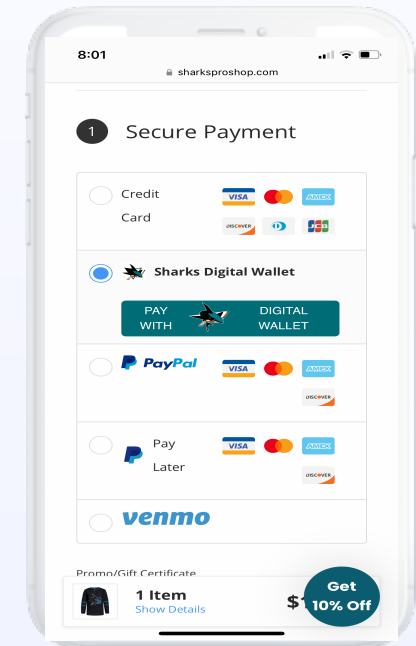 8:01
sharksproshop.com
1 Secure Payment
Credit
Card
VISA AMEX
DISCOVER JCB
Sharks Digital Wallet
PAY DIGITAL
WITH WALLET
PayPal VISA AMEX
DISCOVER
Pay
Later
VISA AMEX
DISCOVER
venmo
Promo/Gift Certificate
1 Item
Show Details
$
Get
10% Off